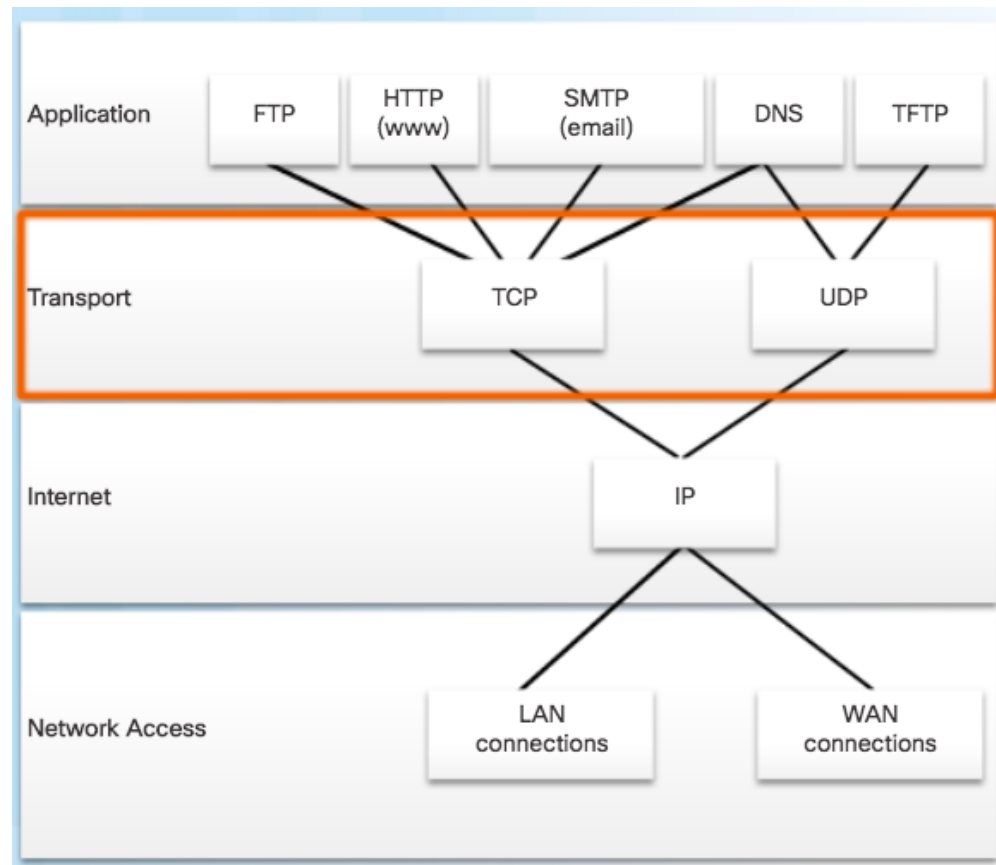 Application
FTP
HTTP
(www)
SMTP
(email)
DNS
TFTP
Transport
TCP
UDP
Internet
IP
Network Access
LAN
connections
WAN
connections